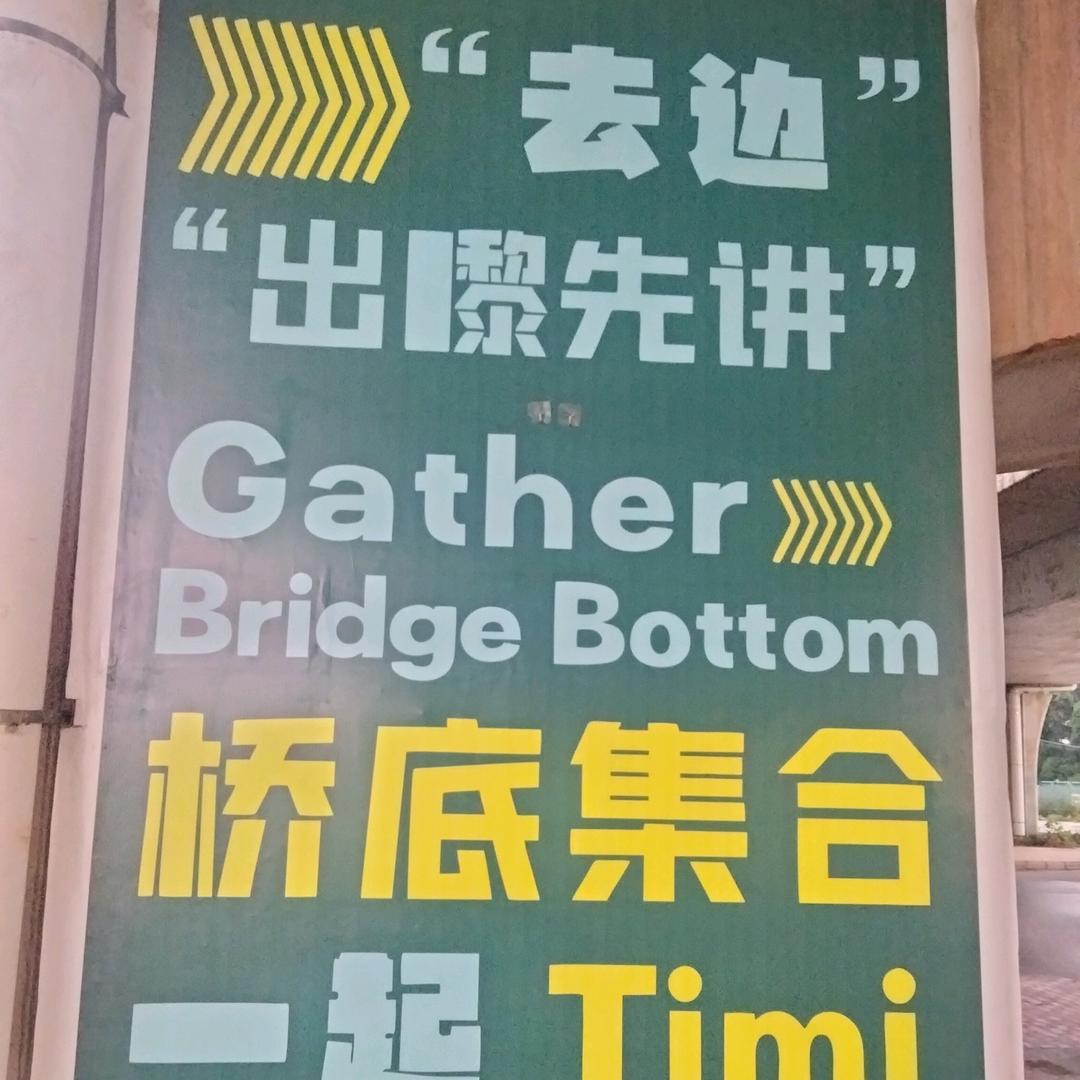 “去边”
“出嚟先讲”
Gather
Bridge Bottom
桥底集合
一起 Timi